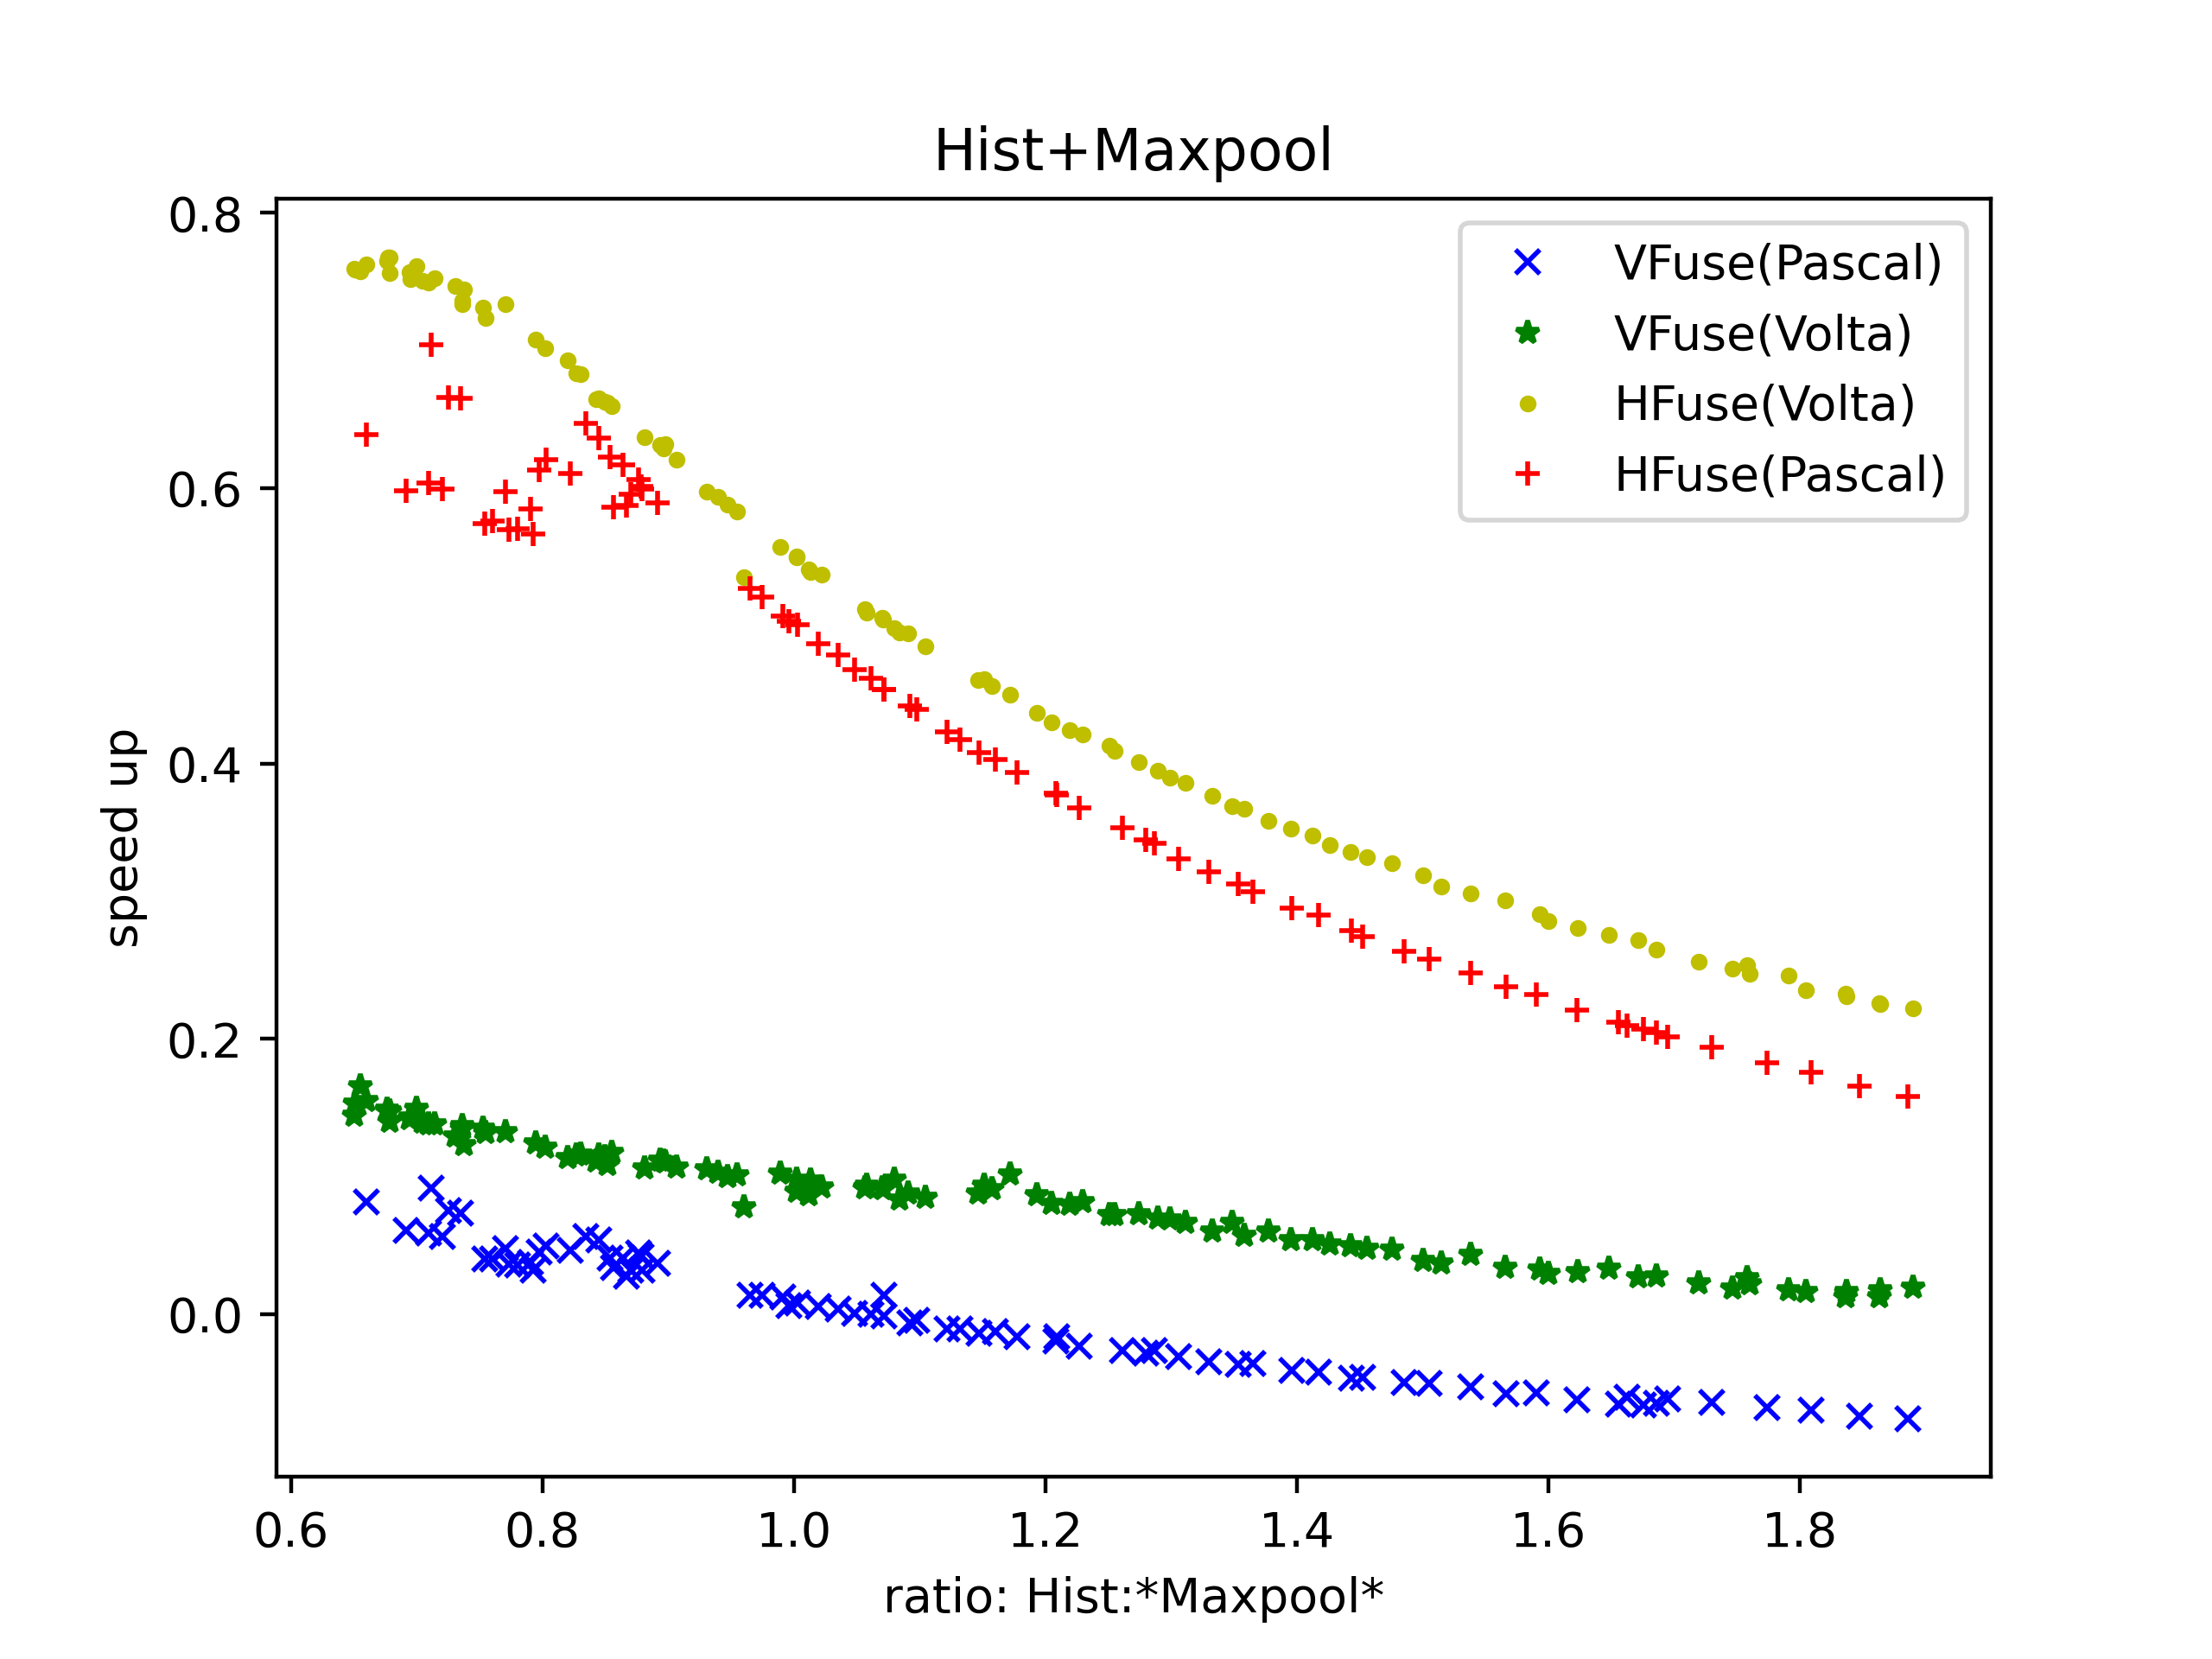 Hist+Maxpool
0.8
0.6
0.4
0.2
0.0
speed up
VFuse(Pascal)
VFuse(Volta)
HFuse(Volta)
HFuse(Pascal)
0.6 0.8 1.0 1.2 1.4 1.6 1.8
ratio: Hist:*Maxpool*